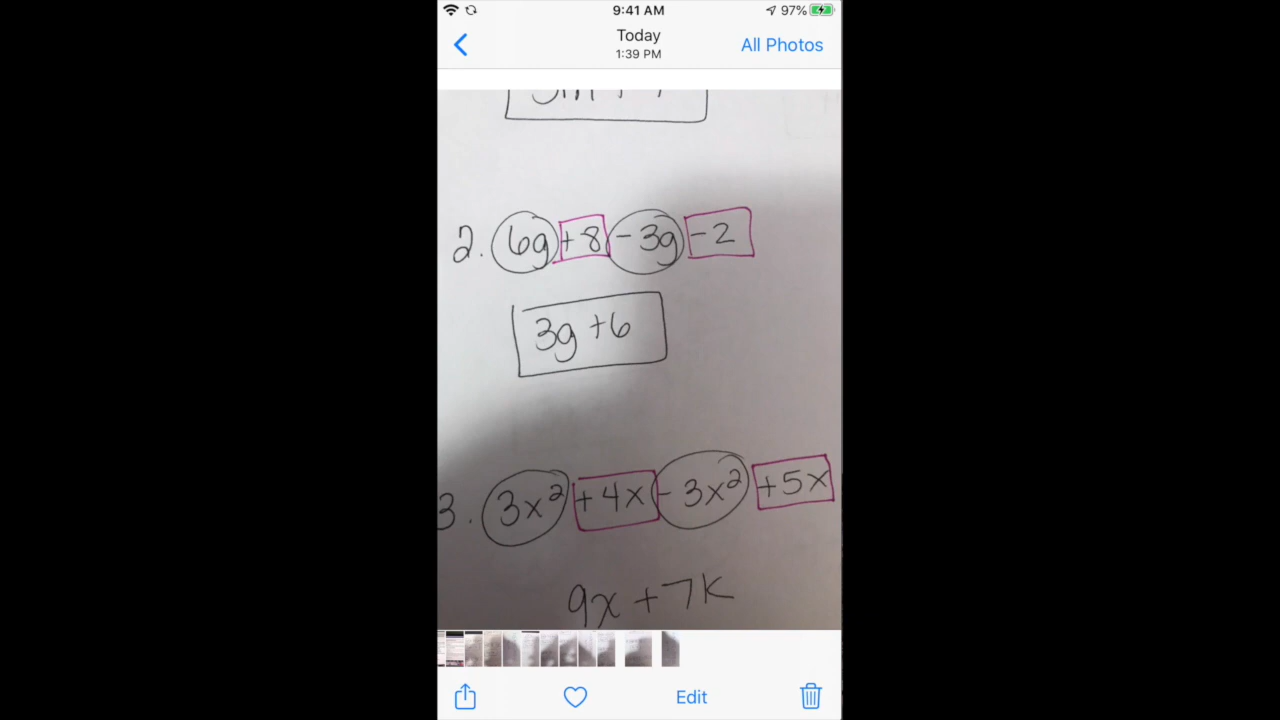 9:41 AM
97%
Today
1:39 PM
All Photos
2. 6g +8 -3g -2
3g +6
3. 3x² +4x -3x² +5x
9x +7k
Edit